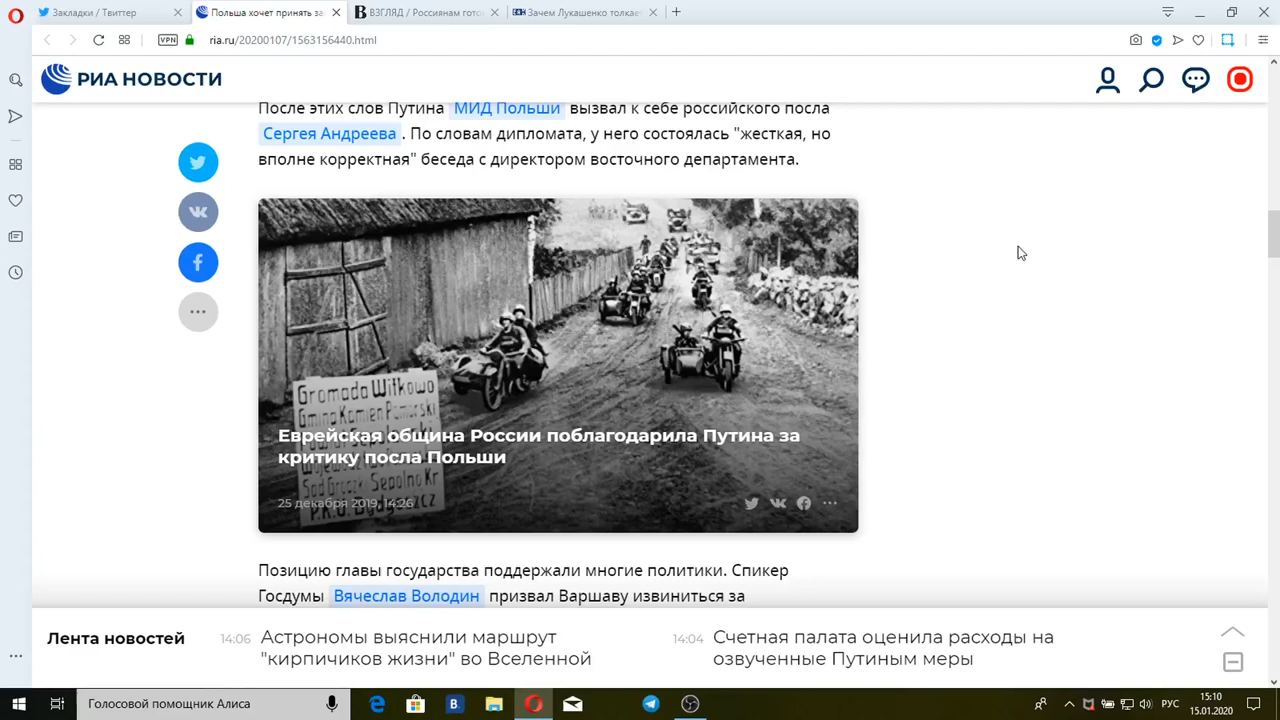 Закладки / Твиттер
Польша хочет принять за
ВЗГЛЯД / Россиянам гото
Зачем Лукашенко толкает
VPN
ria.ru/20200107/1563156440.html
РИА НОВОСТИ
После этих слов Путина МИД Польши вызвал к себе российского посла
Сергея Андреева. По словам дипломата, у него состоялась "жесткая, но
вполне корректная" беседа с директором восточного департамента.
Gromada Witkowo
Gmina Kamien Pomorski
Еврейская община России поблагодарила Путина за
критику посла Польши
25 декабря 2019, 14:26
Позицию главы государства поддержали многие политики. Спикер
Госдумы Вячеслав Володин призвал Варшаву извиниться за
Лента новостей
14:06 Астрономы выяснили маршрут
"кирпичиков жизни" во Вселенной
14:04 Счетная палата оценила расходы на
озвученные Путиным меры
Голосовой помощник Алиса
РУС
15:10
15.01.2020